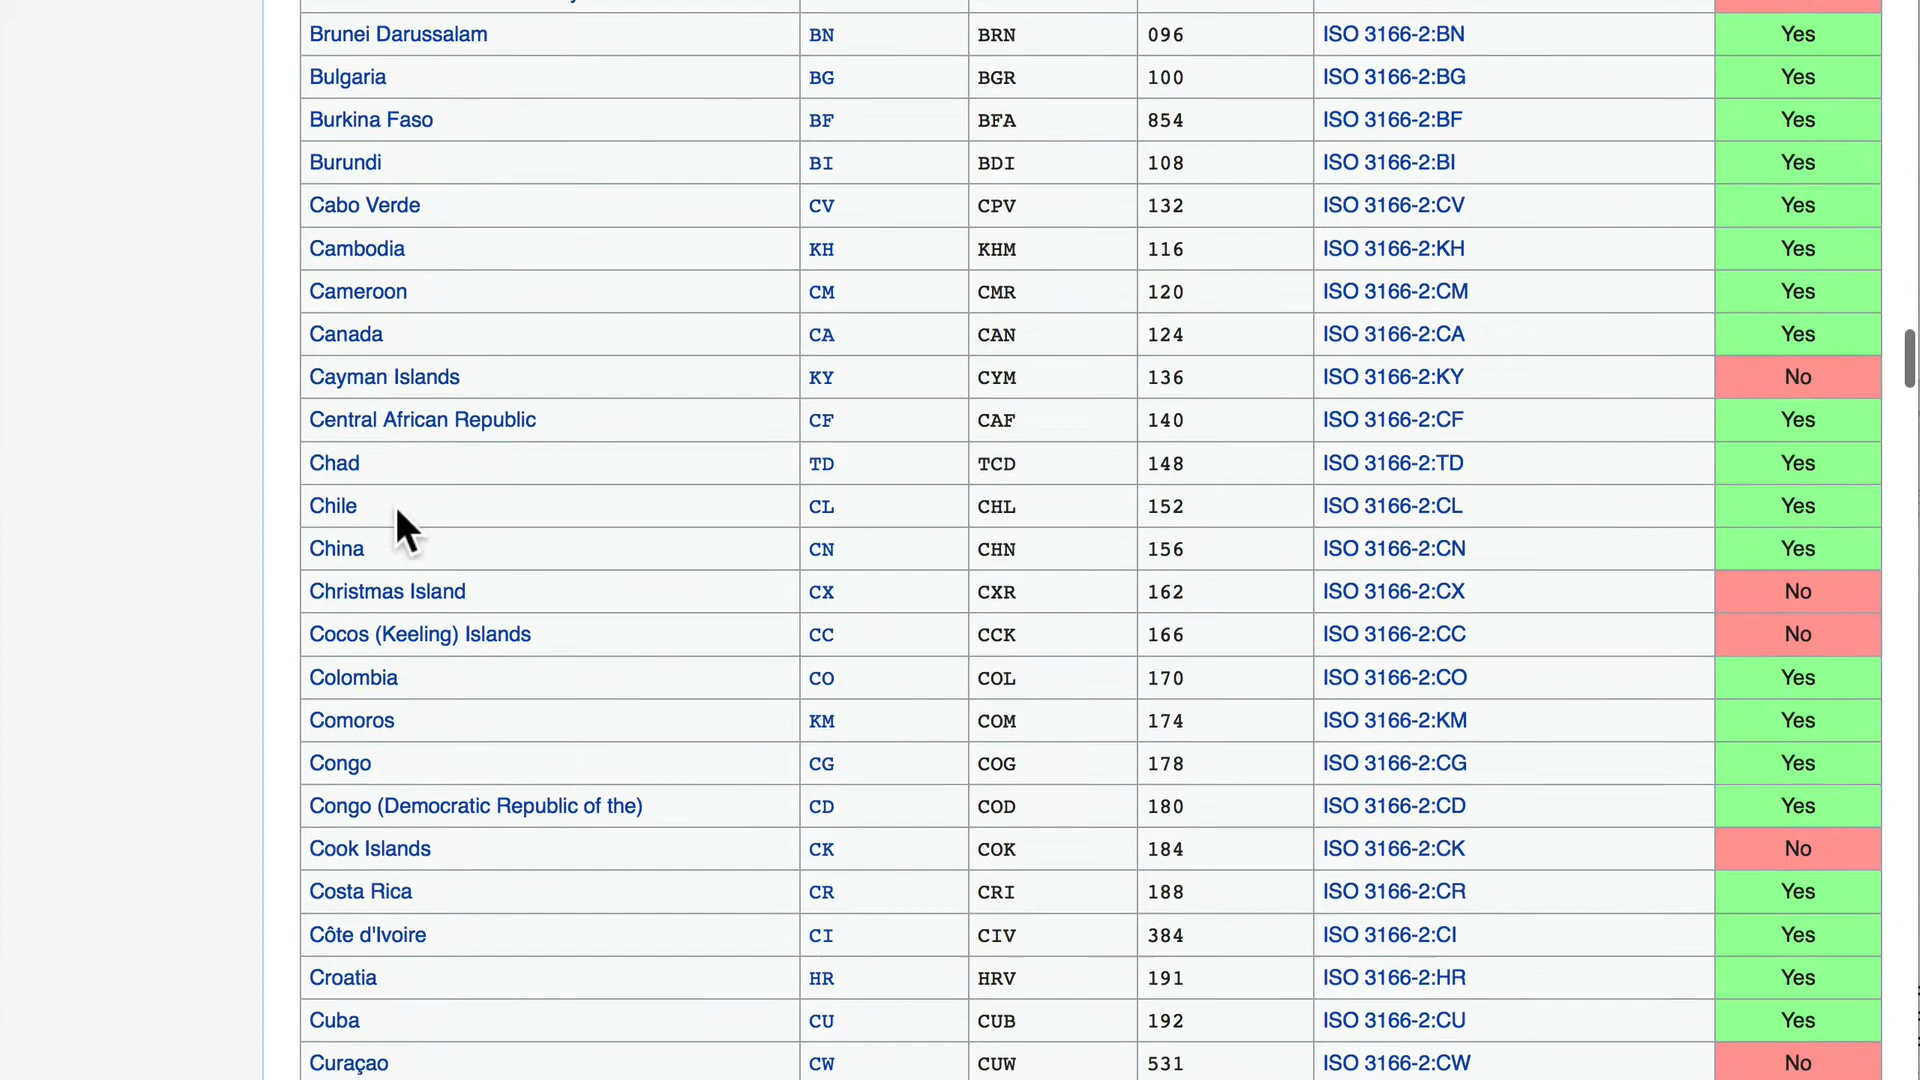 Brunei Darussalam BN BRN 096 ISO 3166-2:BN Yes
Bulgaria BG BGR 100 ISO 3166-2:BG Yes
Burkina Faso BF BFA 854 ISO 3166-2:BF Yes
Burundi BI BDI 108 ISO 3166-2:BI Yes
Cabo Verde CV CPV 132 ISO 3166-2:CV Yes
Cambodia KH KHM 116 ISO 3166-2:KH Yes
Cameroon CM CMR 120 ISO 3166-2:CM Yes
Canada CA CAN 124 ISO 3166-2:CA Yes
Cayman Islands KY CYM 136 ISO 3166-2:KY No
Central African Republic CF CAF 140 ISO 3166-2:CF Yes
Chad TD TCD 148 ISO 3166-2:TD Yes
Chile CL CHL 152 ISO 3166-2:CL Yes
China CN CHN 156 ISO 3166-2:CN Yes
Christmas Island CX CXR 162 ISO 3166-2:CX No
Cocos (Keeling) Islands CC CCK 166 ISO 3166-2:CC No
Colombia CO COL 170 ISO 3166-2:CO Yes
Comoros KM COM 174 ISO 3166-2:KM Yes
Congo CG COG 178 ISO 3166-2:CG Yes
Congo (Democratic Republic of the) CD COD 180 ISO 3166-2:CD Yes
Cook Islands CK COK 184 ISO 3166-2:CK No
Costa Rica CR CRI 188 ISO 3166-2:CR Yes
Côte d'Ivoire CI CIV 384 ISO 3166-2:CI Yes
Croatia HR HRV 191 ISO 3166-2:HR Yes
Cuba CU CUB 192 ISO 3166-2:CU Yes
Curaçao CW CUW 531 ISO 3166-2:CW No